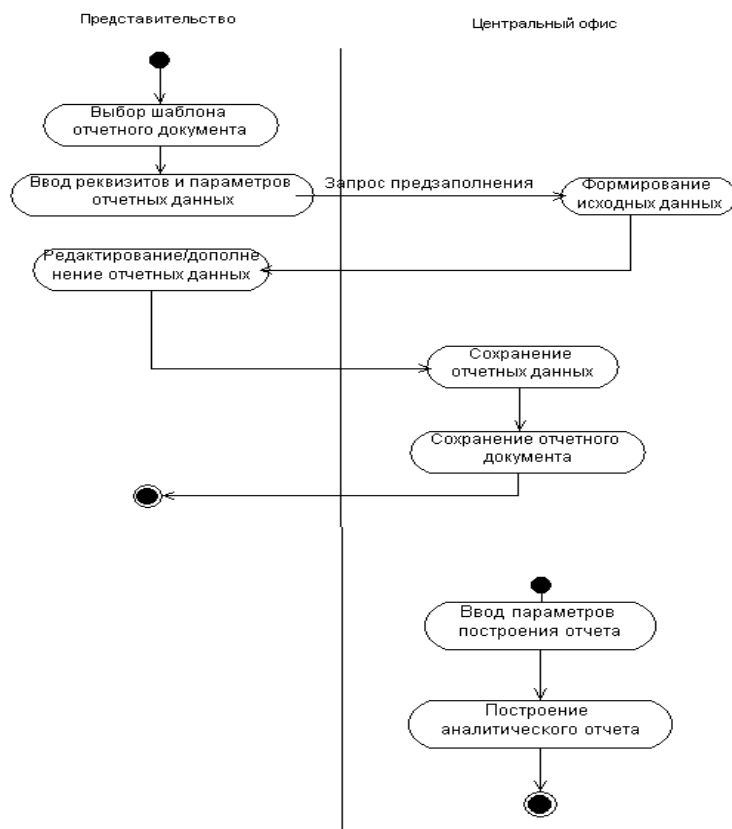 Представительство
Центральный офис
Выбор шаблона
отчетного документа
Ввод реквизитов и параметров
отчетных данных
Запрос предзаполнения
Формирование
исходных данных
Редактирование/дополне
нение отчетных данных
Сохранение
отчетных данных
Сохранение отчетного
документа
Ввод параметров
построения отчета
Построение
аналитического отчета